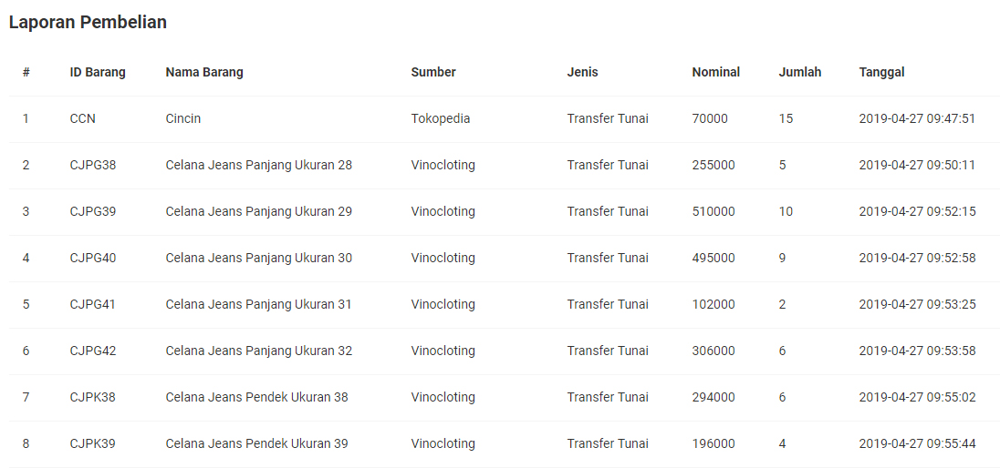 Laporan Pembelian
# ID Barang Nama Barang Sumber Jenis Nominal Jumlah Tanggal
1 CCN Cincin Tokopedia Transfer Tunai 70000 15 2019-04-27 09:47:51
2 CJPG38 Celana Jeans Panjang Ukuran 28 Vinocloting Transfer Tunai 255000 5 2019-04-27 09:50:11
3 CJPG39 Celana Jeans Panjang Ukuran 29 Vinocloting Transfer Tunai 510000 10 2019-04-27 09:52:15
4 CJPG40 Celana Jeans Panjang Ukuran 30 Vinocloting Transfer Tunai 495000 9 2019-04-27 09:52:58
5 CJPG41 Celana Jeans Panjang Ukuran 31 Vinocloting Transfer Tunai 102000 2 2019-04-27 09:53:25
6 CJPG42 Celana Jeans Panjang Ukuran 32 Vinocloting Transfer Tunai 306000 6 2019-04-27 09:53:58
7 CJPK38 Celana Jeans Pendek Ukuran 38 Vinocloting Transfer Tunai 294000 6 2019-04-27 09:55:02
8 CJPK39 Celana Jeans Pendek Ukuran 39 Vinocloting Transfer Tunai 196000 4 2019-04-27 09:55:44